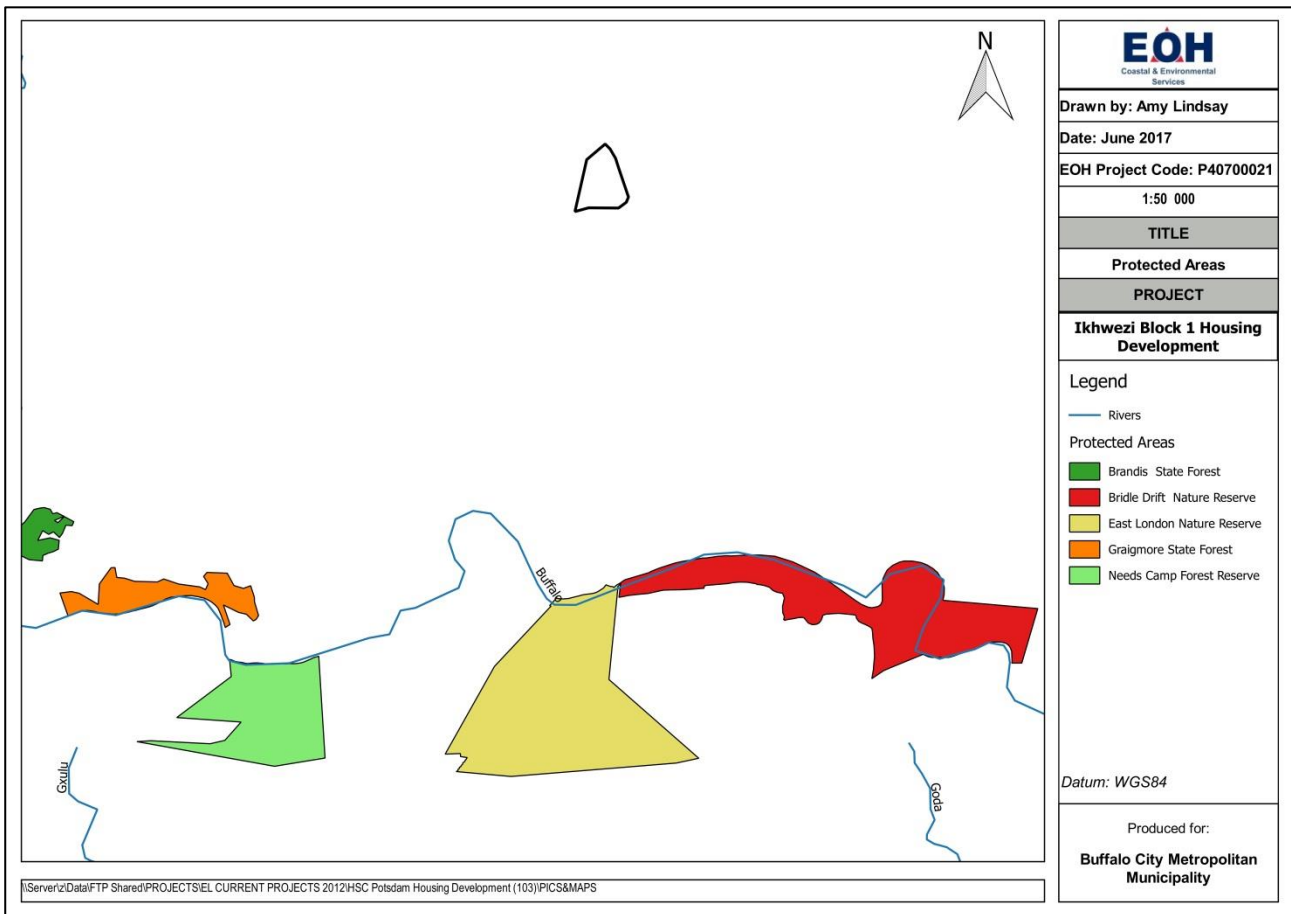 N
Buffalo
Gxulu
Goda
\\Server\z\Data\FTP Shared\PROJECTS\EL CURRENT PROJECTS 2012\HSC Potsdam Housing Development (103)\PICS&MAPS
EOH
Coastal & Environmental
Services
Drawn by: Amy Lindsay
Date: June 2017
EOH Project Code: P40700021
1:50 000
TITLE
Protected Areas
PROJECT
Ikhwezi Block 1 Housing
Development
Legend
Rivers
Protected Areas
Brandis State Forest
Bridle Drift Nature Reserve
East London Nature Reserve
Graigmore State Forest
Needs Camp Forest Reserve
Datum: WGS84
Produced for:
Buffalo City Metropolitan
Municipality